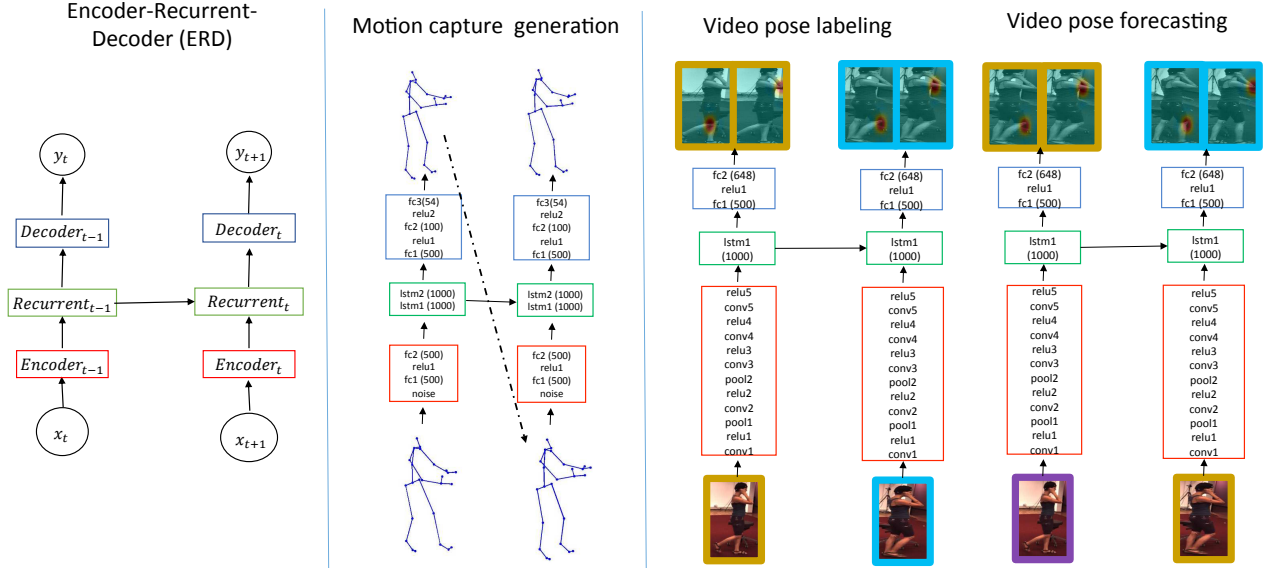 Encoder-Recurrent-
Decoder (ERD)
y_t
y_{t+1}
Decoder_{t−1}
Decoder_t
Recurrent_{t−1}
Recurrent_t
Encoder_{t−1}
Encoder_t
x_t
x_{t+1}
Motion capture generation
fc3(54)
relu2
fc2 (100)
relu1
fc1 (500)
fc3(54)
relu2
fc2 (100)
relu1
fc1 (500)
lstm2 (1000)
lstm1 (1000)
lstm2 (1000)
lstm1 (1000)
fc2 (500)
relu1
fc1 (500)
noise
fc2 (500)
relu1
fc1 (500)
noise
Video pose labeling
fc2 (648)
relu1
fc1 (500)
fc2 (648)
relu1
fc1 (500)
lstm1
(1000)
lstm1
(1000)
relu5
conv5
relu4
conv4
relu3
conv3
pool2
relu2
conv2
pool1
relu1
conv1
relu5
conv5
relu4
conv4
relu3
conv3
pool2
relu2
conv2
pool1
relu1
conv1
Video pose forecasting
fc2 (648)
relu1
fc1 (500)
fc2 (648)
relu1
fc1 (500)
lstm1
(1000)
lstm1
(1000)
relu5
conv5
relu4
conv4
relu3
conv3
pool2
relu2
conv2
pool1
relu1
conv1
relu5
conv5
relu4
conv4
relu3
conv3
pool2
relu2
conv2
pool1
relu1
conv1